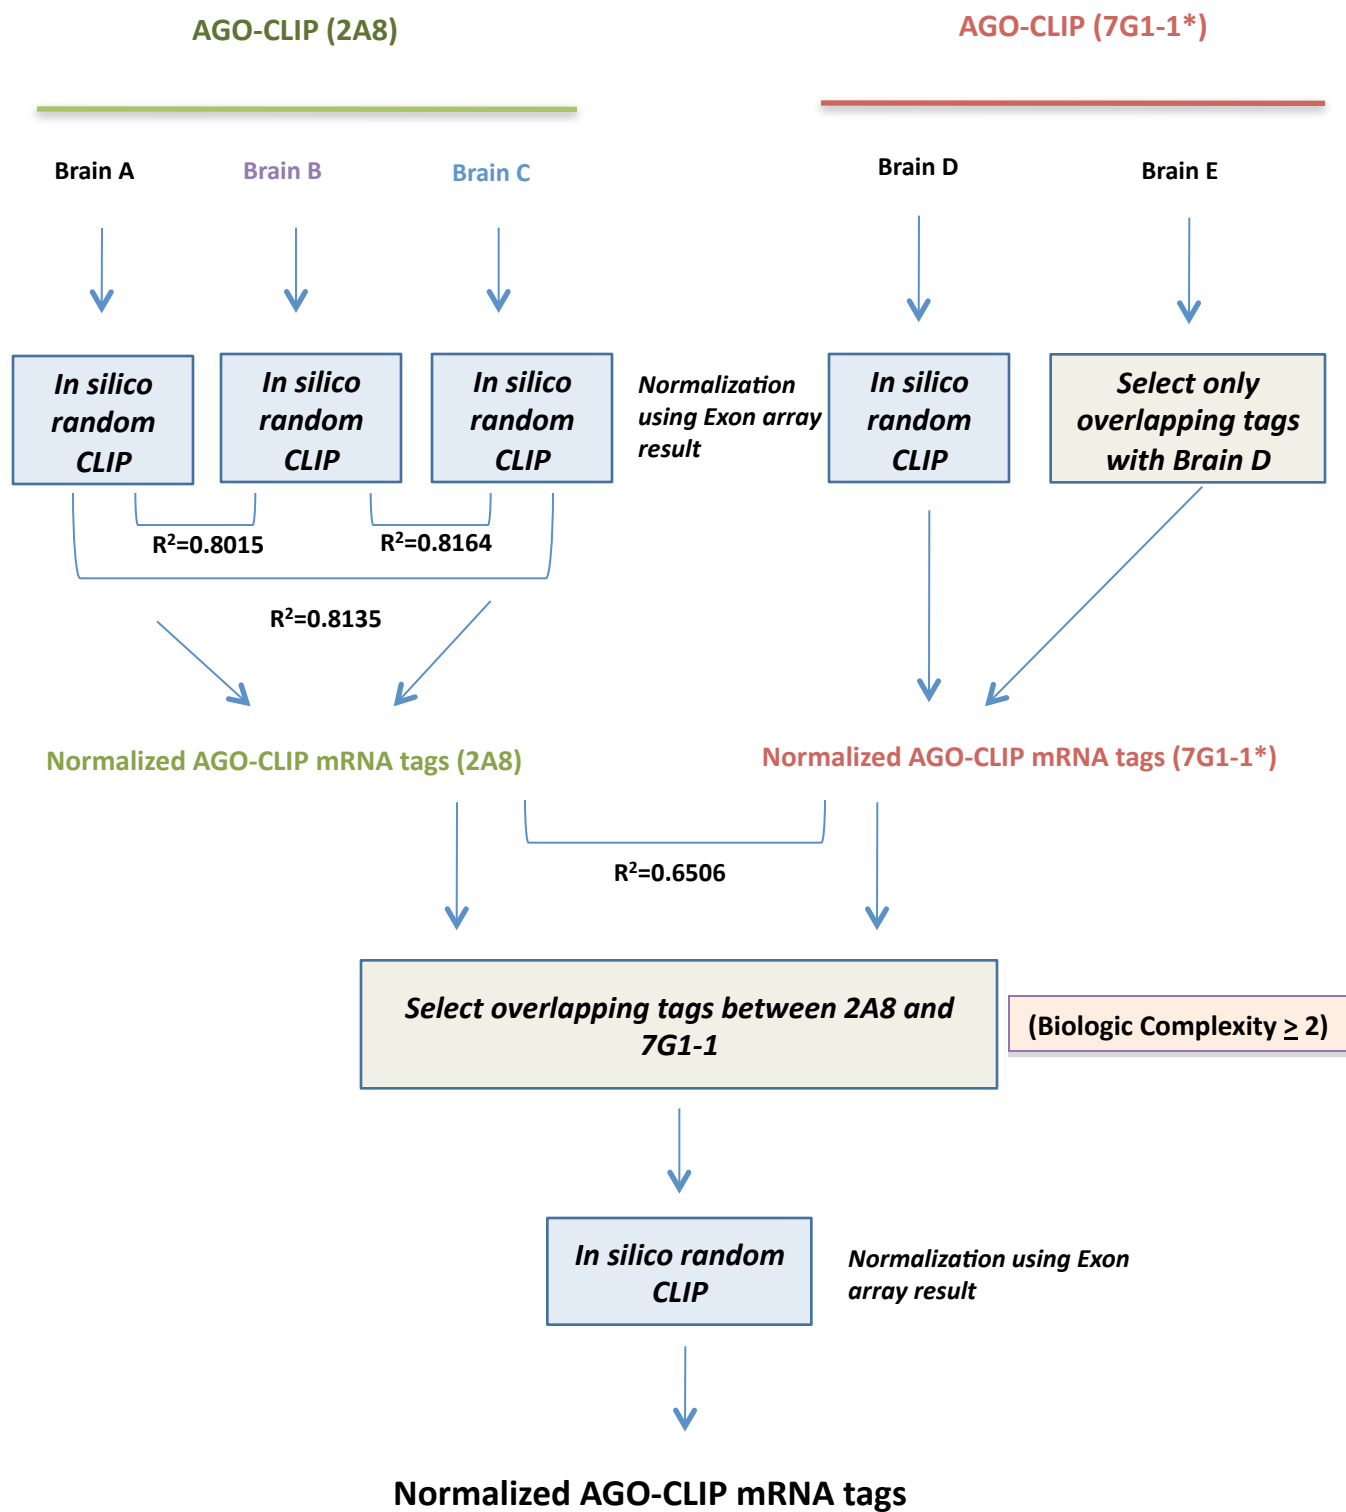 AGO-CLIP (2A8)
AGO-CLIP (7G1-1*)
Brain A
Brain B
Brain C
Brain D
Brain E
In silico
random
CLIP
In silico
random
CLIP
In silico
random
CLIP
Normalization
using Exon array
result
In silico
random
CLIP
Select only
overlapping tags
with Brain D
R²=0.8015
R²=0.8164
R²=0.8135
Normalized AGO-CLIP mRNA tags (2A8)
Normalized AGO-CLIP mRNA tags (7G1-1*)
R²=0.6506
Select overlapping tags between 2A8 and
7G1-1
(Biologic Complexity ≥ 2)
In silico random
CLIP
Normalization using Exon
array result
Normalized AGO-CLIP mRNA tags